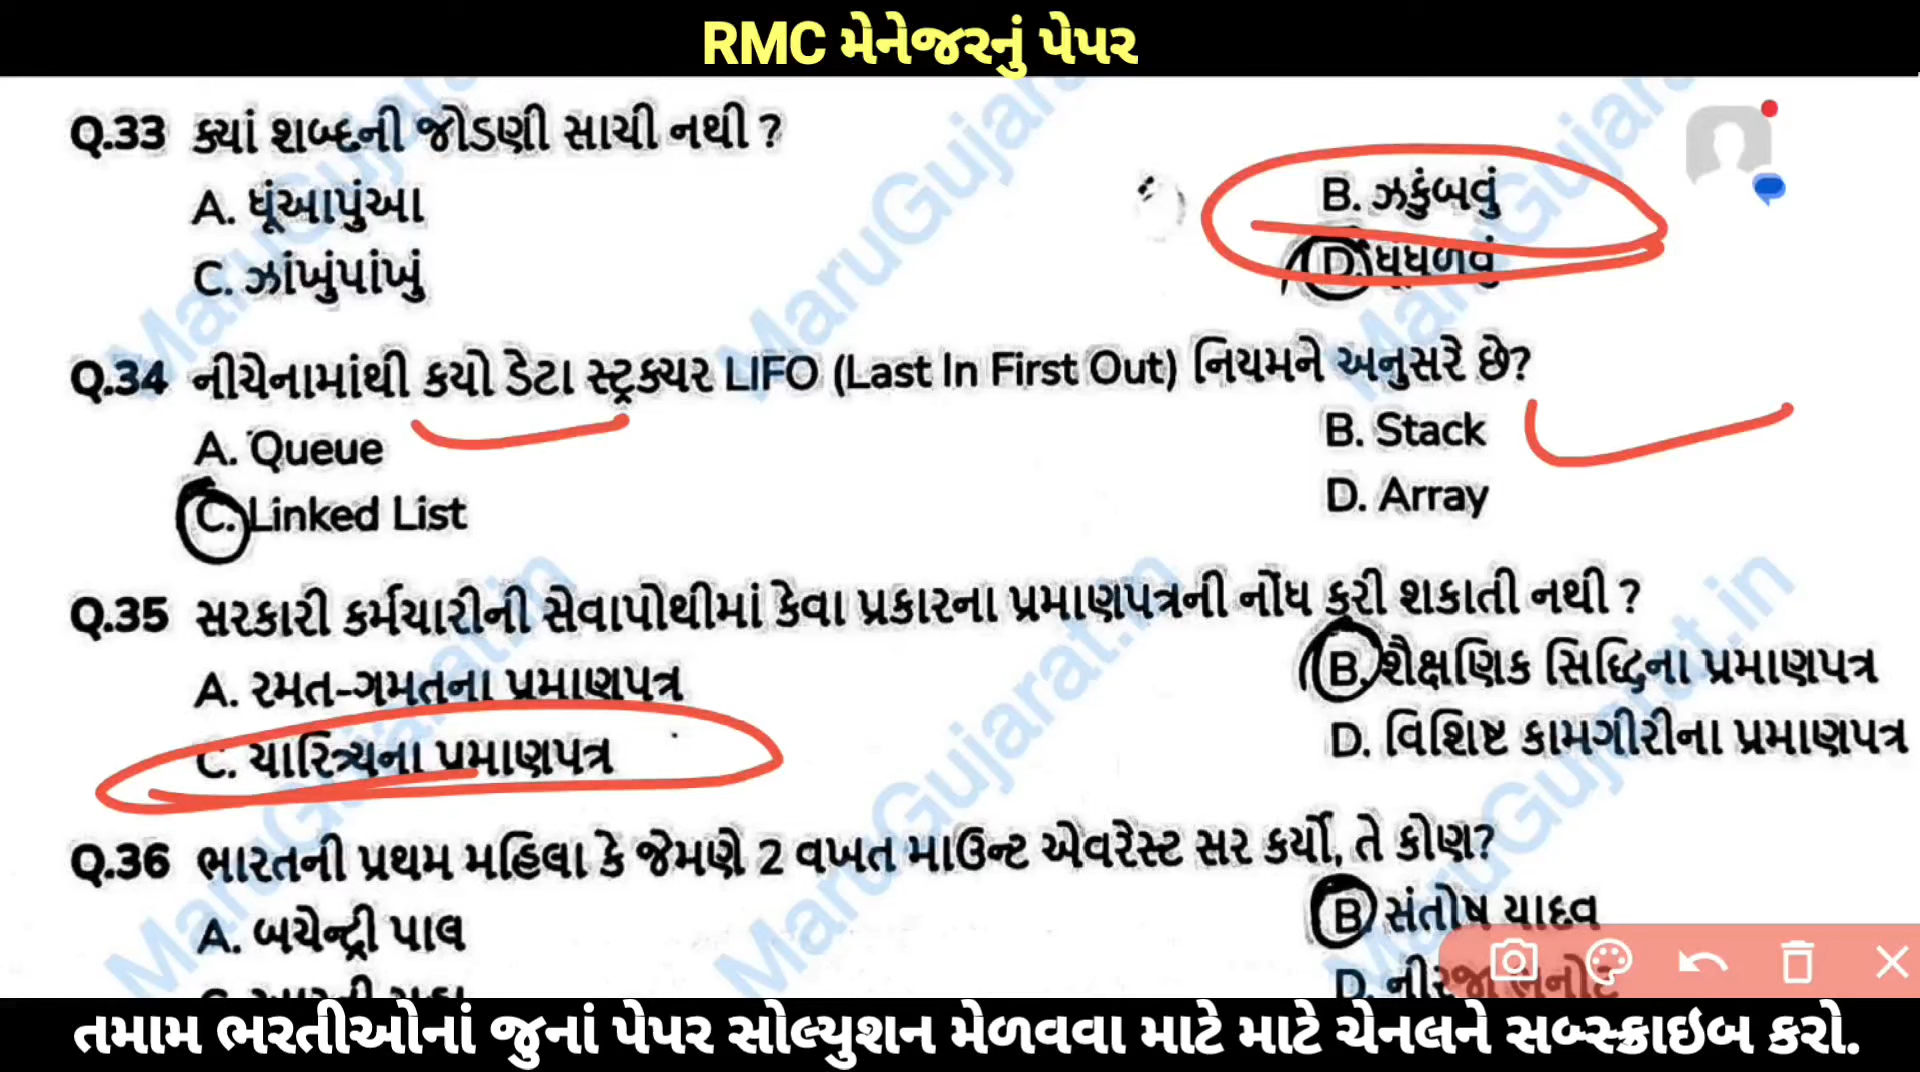 RMC મેનેજરનું પેપર
Q.33 ક્યાં શબ્દની જોડણી સાચી નથી ?
A. ધૂંઆપુંઆ
B. ઝકુંબવું
C. ઝાંખુંપાંખું
D.
Q.34 નીચેનામાંથી કયો ડેટા સ્ટ્રક્ચર LIFO (Last In First Out) નિયમને અનુસરે છે?
A. Queue
B. Stack
C. Linked List
D. Array
Q.35 સરકારી કર્મચારીની સેવાપોથીમાં કેવા પ્રકારના પ્રમાણપત્રની નોંધ કરી શકાતી નથી ?
A. રમત-ગમતના પ્રમાણપત્ર
B. શૈક્ષણિક સિદ્ધિના પ્રમાણપત્ર
C. ચારિત્ર્યના પ્રમાણપત્ર
D. વિશિષ્ટ કામગીરીના પ્રમાણપત્ર
Q.36 ભારતની પ્રથમ મહિલા કે જેમણે 2 વખત માઉન્ટ એવરેસ્ટ સર કર્યો, તે કોણ?
A. બચેન્દ્રી પાલ
B. સંતોષ યાદવ
D. નીરજા ભનોટ
MaruGujarat.in
તમામ ભરતીઓનાં જુનાં પેપર સોલ્યુશન મેળવવા માટે માટે ચેનલને સબ્સ્ક્રાઇબ કરો.